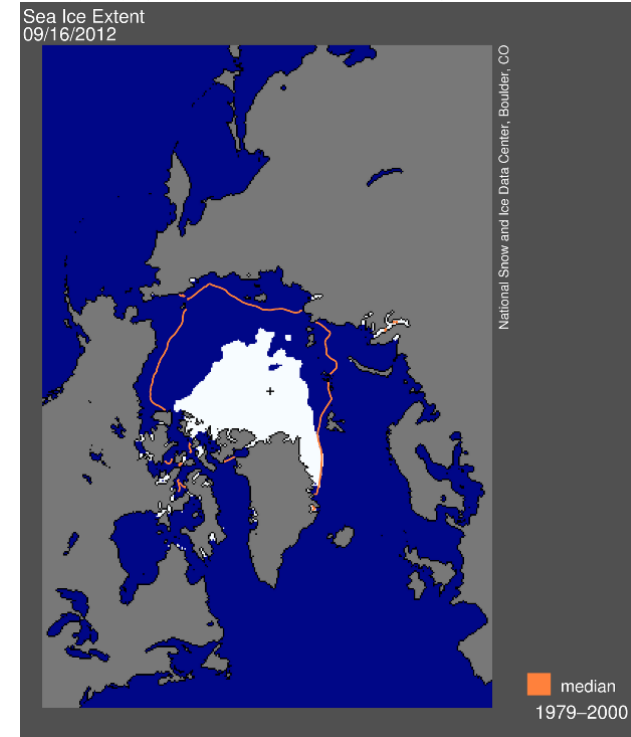 Sea Ice Extent
09/16/2012
National Snow and Ice Data Center, Boulder, CO
median
1979–2000